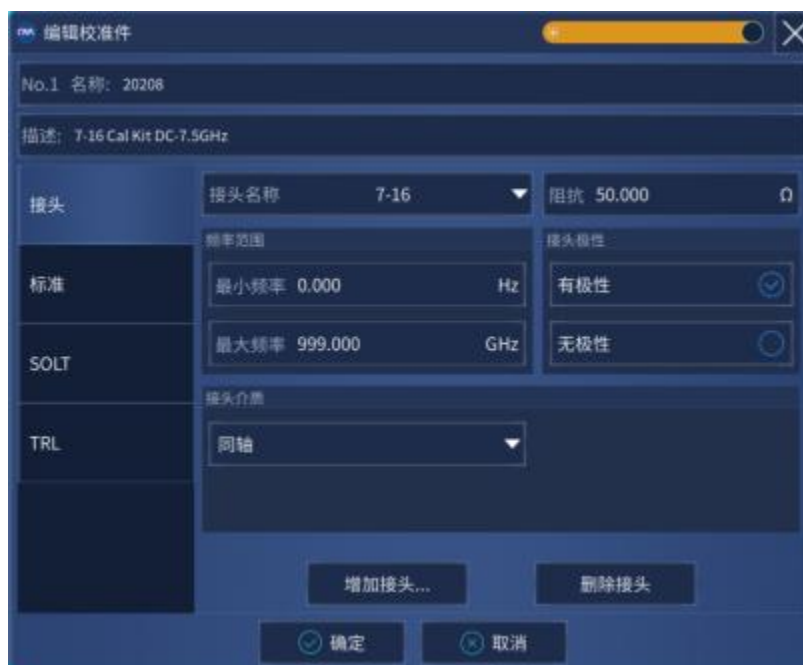 编辑校准件
No.1 名称: 20208
描述: 7-16 Cal Kit DC-7.5GHz
接头
接头名称 7-16
阻抗 50.000 Ω
频率范围
接头极性
标准
最小频率 0.000 Hz
有极性
最大频率 999.000 GHz
无极性
SOLT
接头介质
TRL
同轴
增加接头...
删除接头
确定
取消